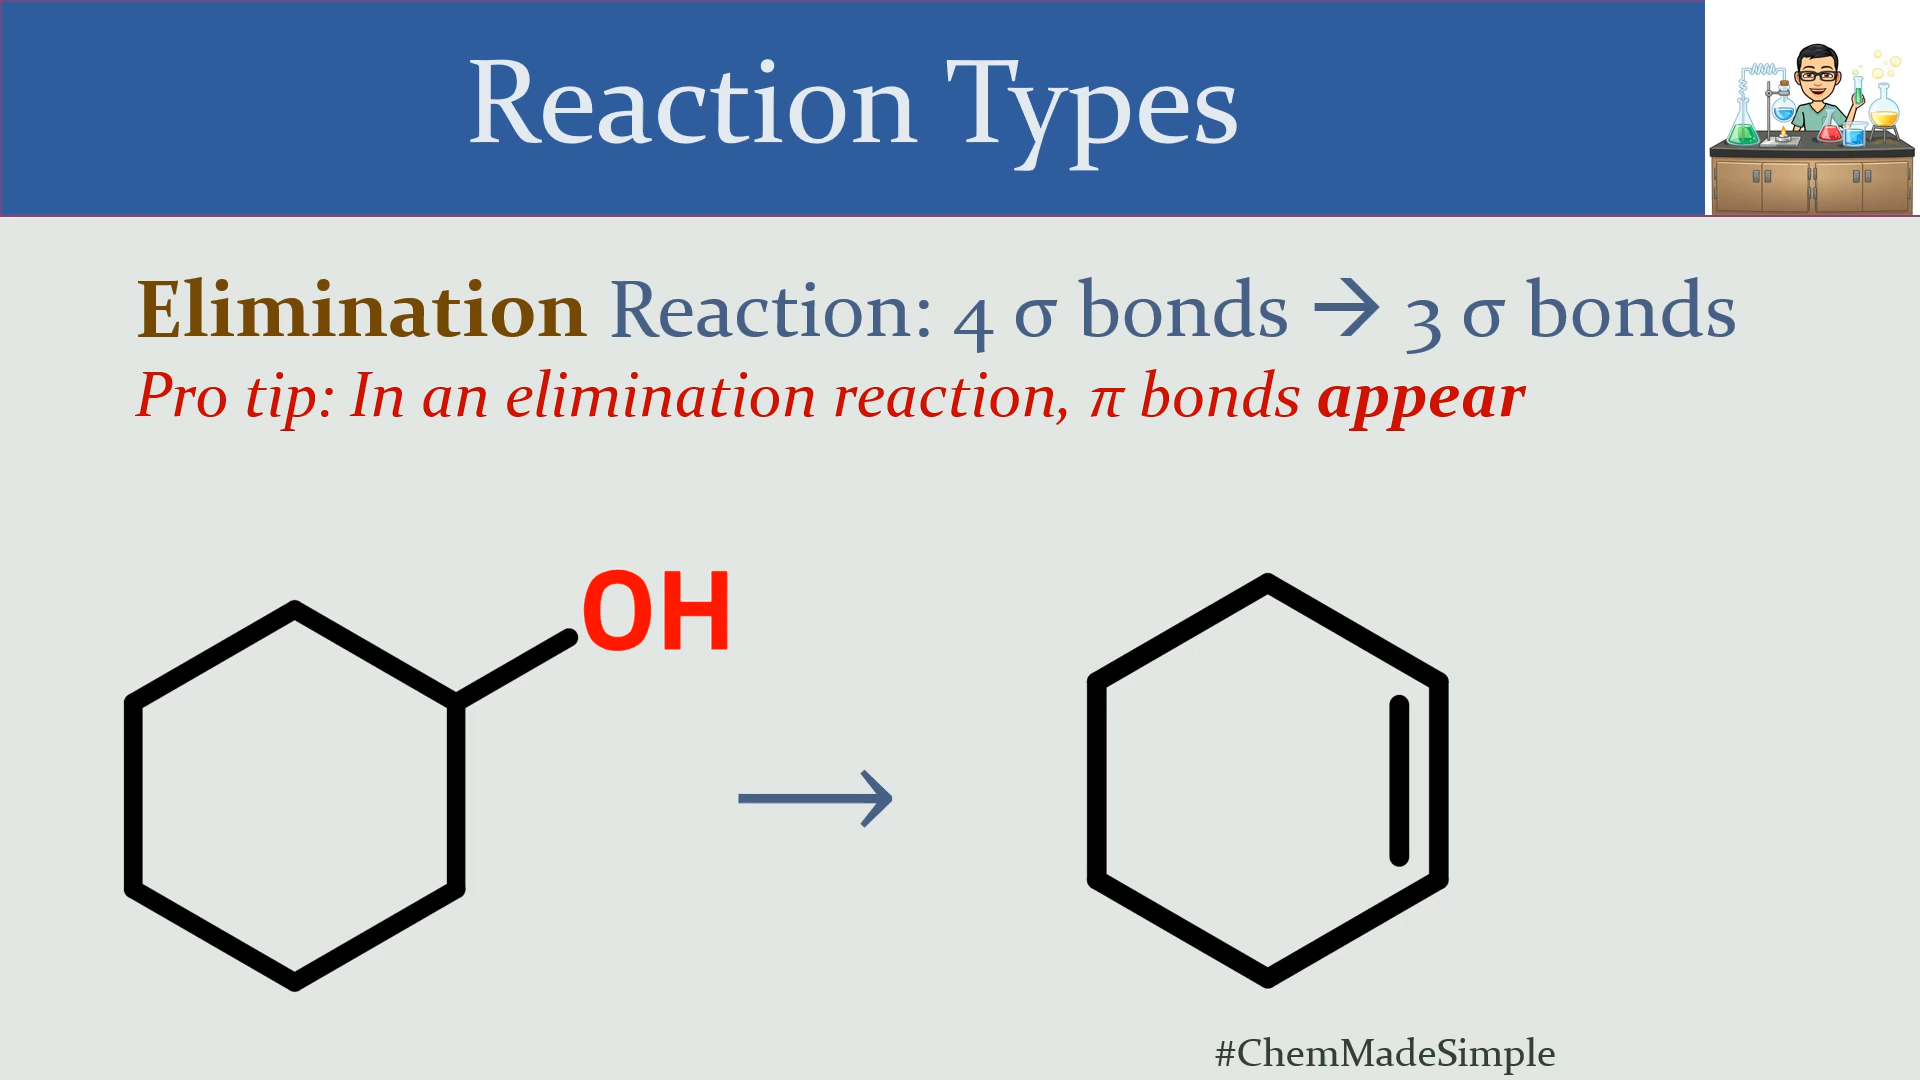 Reaction Types
Elimination Reaction: 4 σ bonds → 3 σ bonds
Pro tip: In an elimination reaction, π bonds appear
OH
#ChemMadeSimple